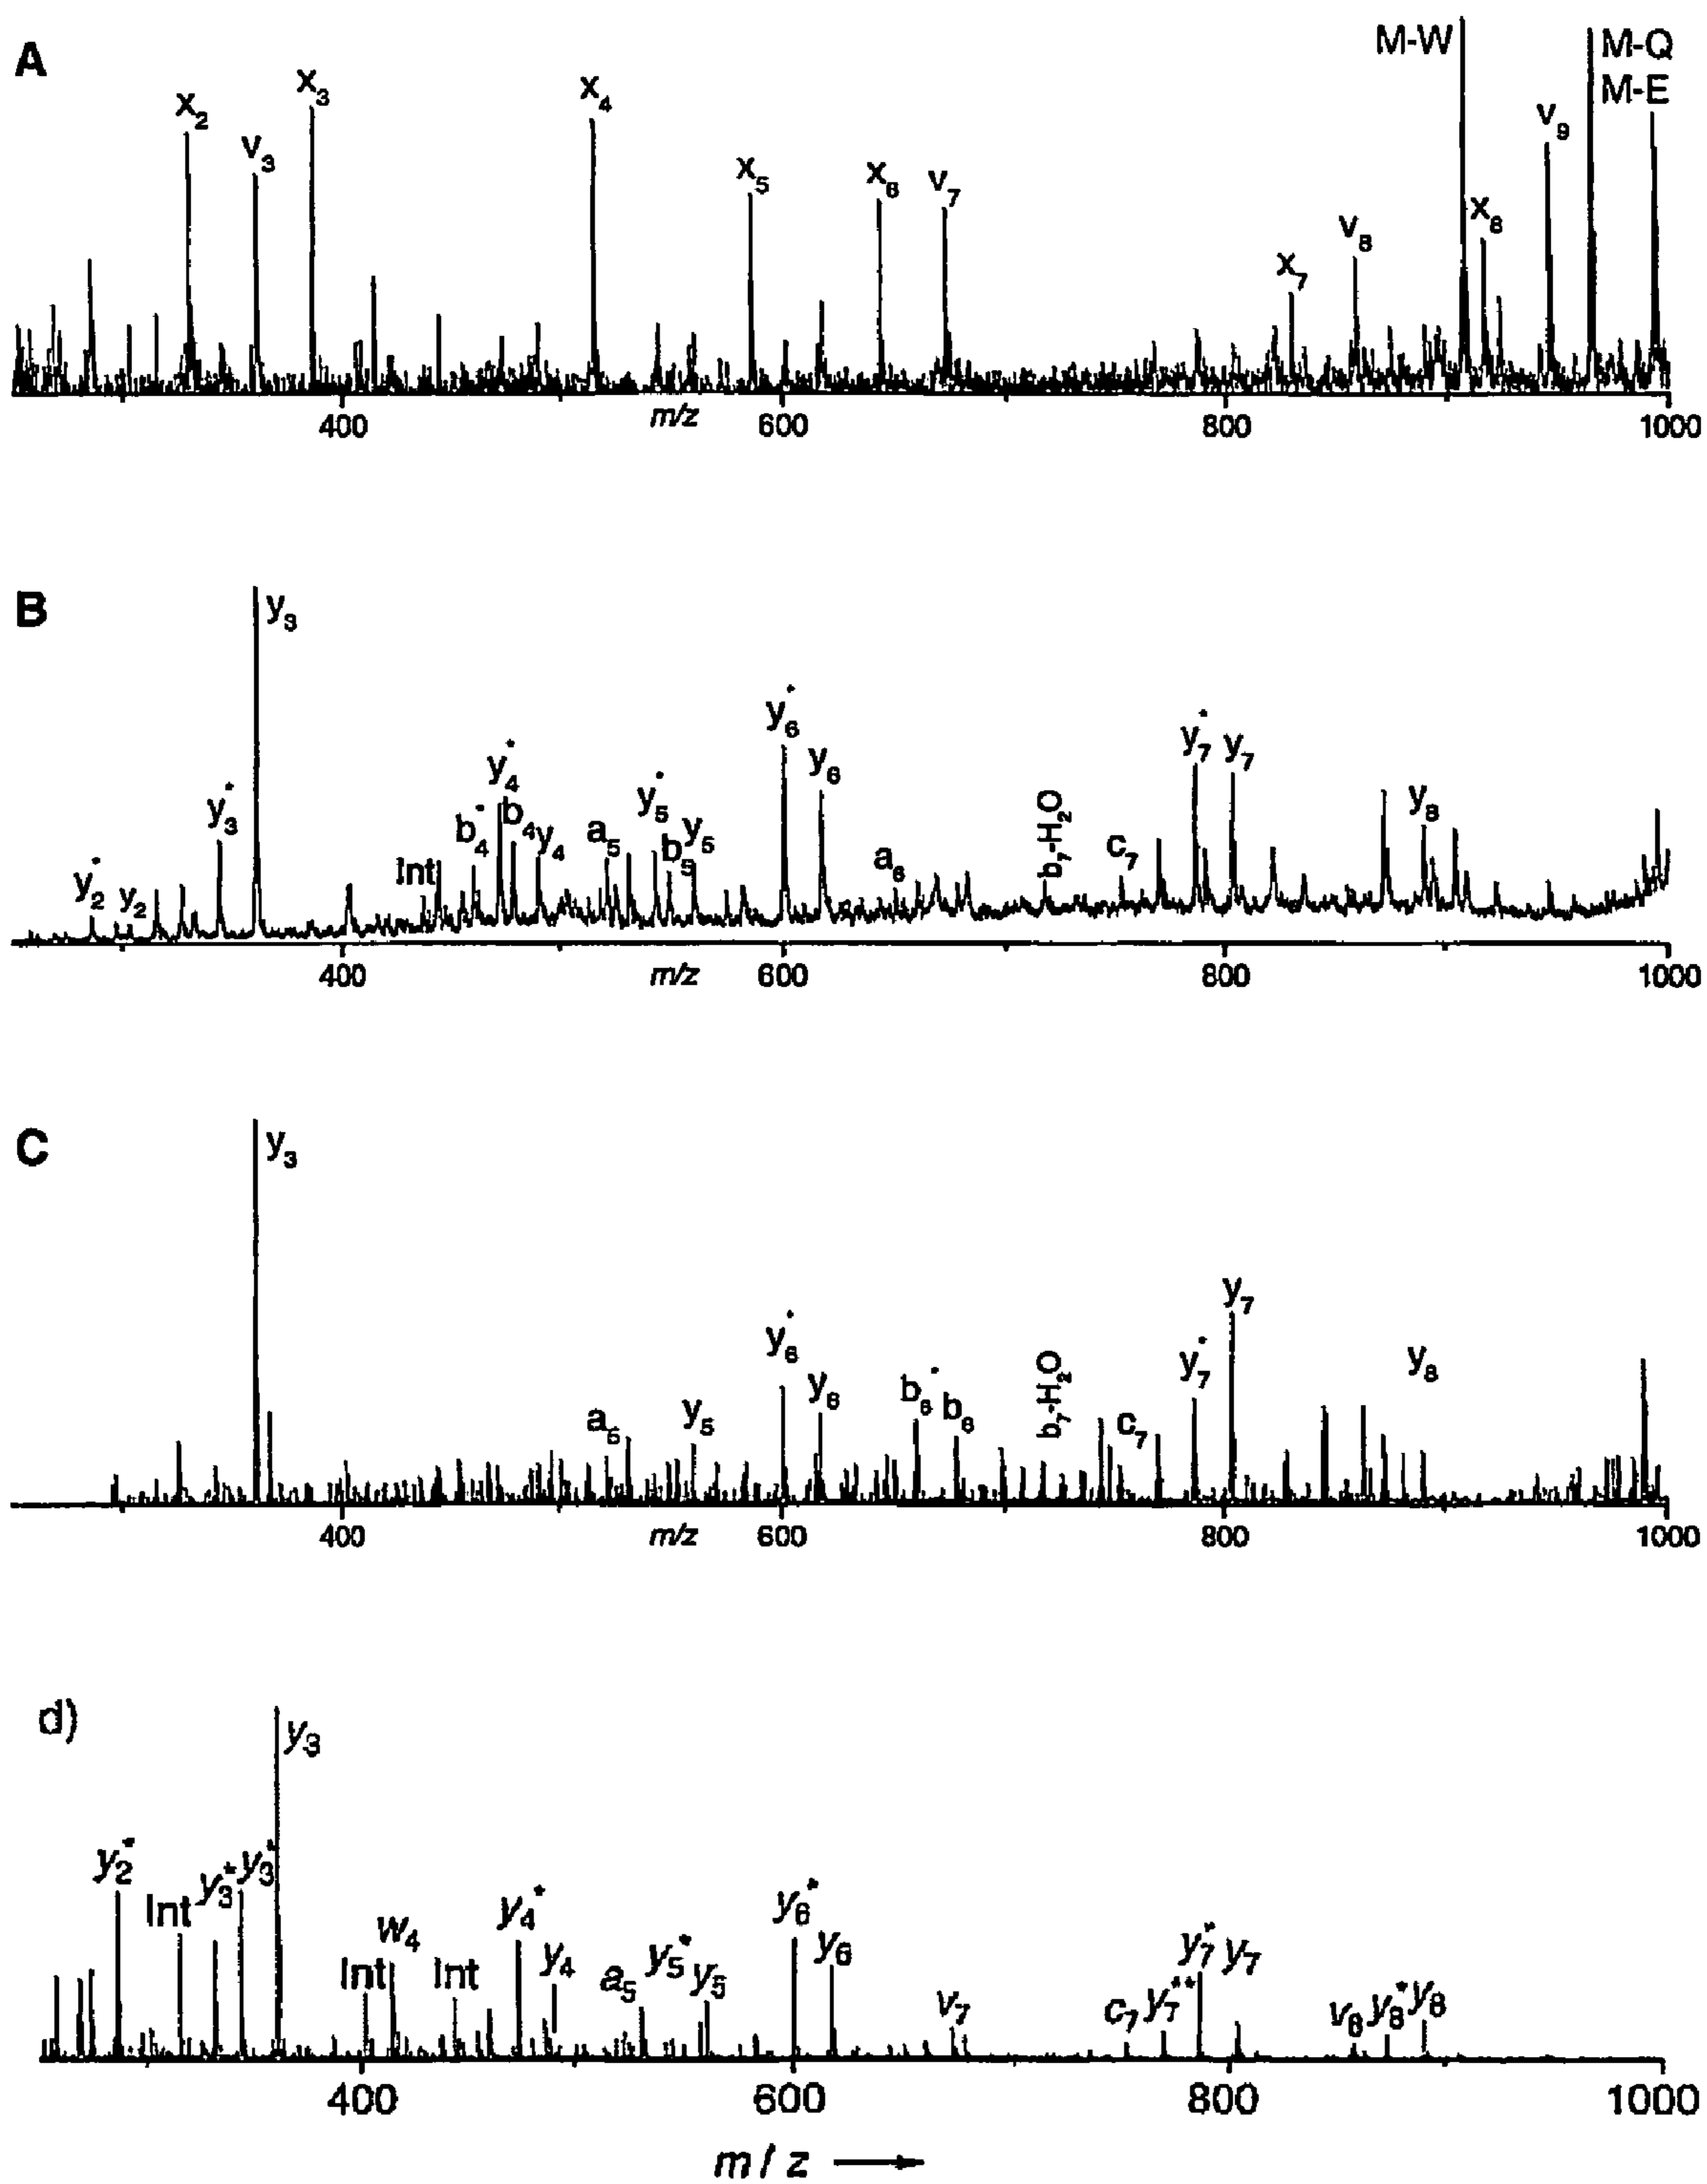 A
x2
v3
x3
x4
x5
x6
v7
x7
v8
M-W
x8
v9
M-Q
M-E
400
m/z
600
800
1000
B
y2*
y2
y3*
y3
Int
b4*
y4*
b4
y4
a5
y5*
b5
y5
y6*
y6
a6
b7-H2O
c7
y7*
y7
y8
400
m/z
600
800
1000
C
y3
a5
y5
y6*
y6
b6*
b6
b7-H2O
c7
y7*
y7
y8
400
m/z
600
800
1000
d)
y2*
Int
y3*
y3*
y3
Int
w4
Int
y4*
y4
a5
y5*
y5
y6*
y6
v7
c7
y7**
y7*
y7
v8
y8*
y8
400
600
800
1000
m / z →